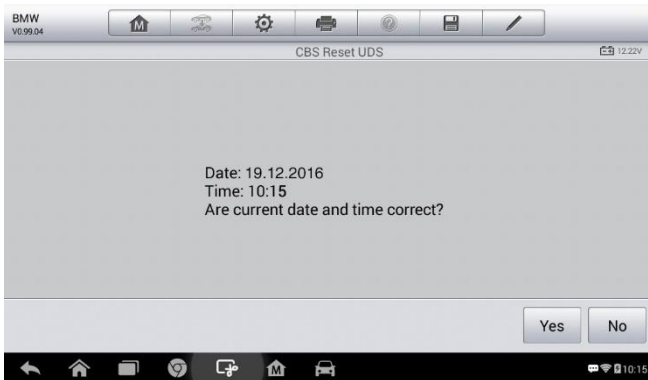 BMW
V0.99.04
M
?
CBS Reset UDS
12.22V
Date: 19.12.2016
Time: 10:15
Are current date and time correct?
Yes
No
M
10:15